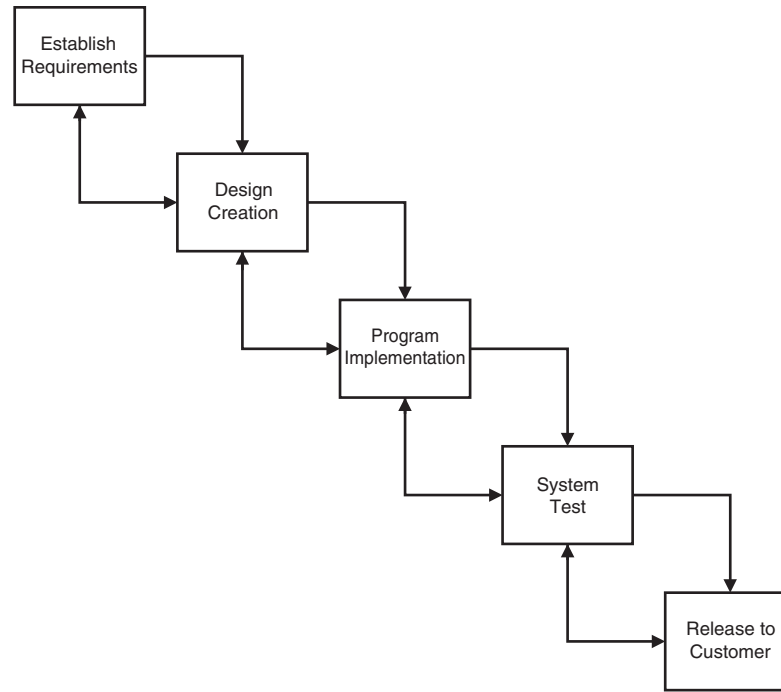 Establish
Requirements
Design
Creation
Program
Implementation
System
Test
Release to
Customer